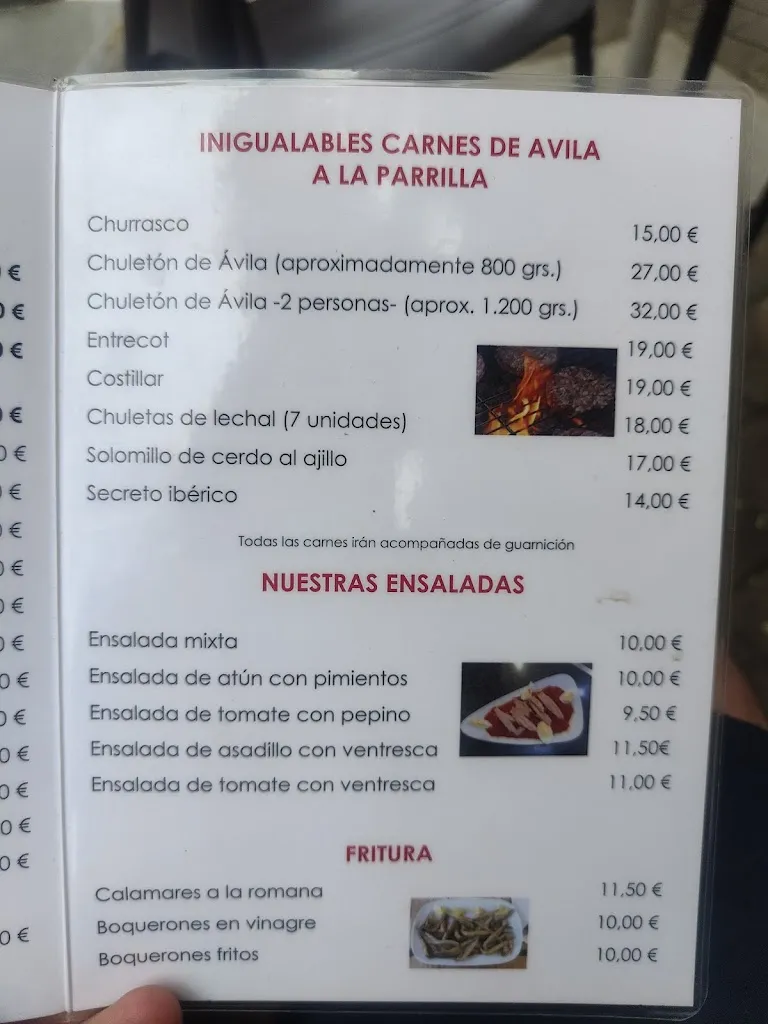 INIGUALABLES CARNES DE AVILA
A LA PARRILLA
Churrasco 15,00 €
Chuletón de Ávila (aproximadamente 800 grs.) 27,00 €
Chuletón de Ávila -2 personas- (aprox. 1.200 grs.) 32,00 €
Entrecot 19,00 €
Costillar 19,00 €
Chuletas de lechal (7 unidades) 18,00 €
Solomillo de cerdo al ajillo 17,00 €
Secreto ibérico 14,00 €
Todas las carnes irán acompañadas de guarnición
NUESTRAS ENSALADAS
Ensalada mixta 10,00 €
Ensalada de atún con pimientos 10,00 €
Ensalada de tomate con pepino 9,50 €
Ensalada de asadillo con ventresca 11,50€
Ensalada de tomate con ventresca 11,00 €
FRITURA
Calamares a la romana 11,50 €
Boquerones en vinagre 10,00 €
Boquerones fritos 10,00 €